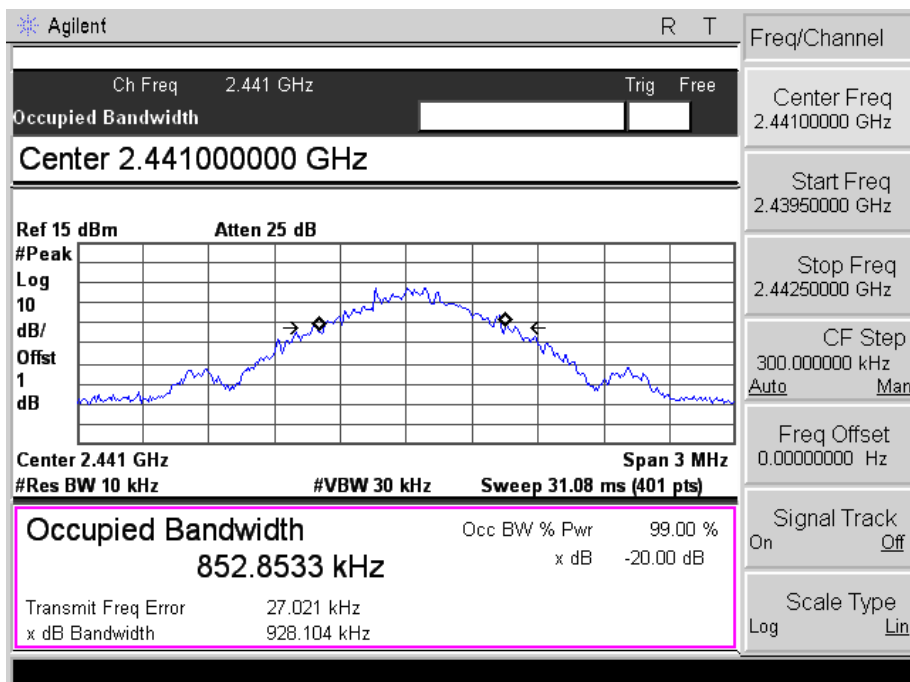 Agilent R T
Ch Freq 2.441 GHz Trig Free
Occupied Bandwidth
Center 2.441000000 GHz
Ref 15 dBm Atten 25 dB
#Peak
Log
10
dB/
Offst
1
dB
Center 2.441 GHz Span 3 MHz
#Res BW 10 kHz #VBW 30 kHz Sweep 31.08 ms (401 pts)
Occupied Bandwidth Occ BW % Pwr 99.00 %
852.8533 kHz x dB -20.00 dB
Transmit Freq Error 27.021 kHz
x dB Bandwidth 928.104 kHz
Freq/Channel
Center Freq
2.44100000 GHz
Start Freq
2.43950000 GHz
Stop Freq
2.44250000 GHz
CF Step
300.000000 kHz
Auto Man
Freq Offset
0.00000000 Hz
Signal Track
On Off
Scale Type
Log Lin